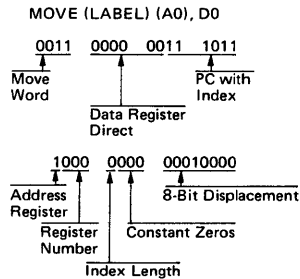 MOVE (LABEL) (A0), D0
0011 0000 0011 1011
Move Word
PC with Index
Data Register Direct
1000 0000 00010000
Address Register
8-Bit Displacement
Register Number
Constant Zeros
Index Length